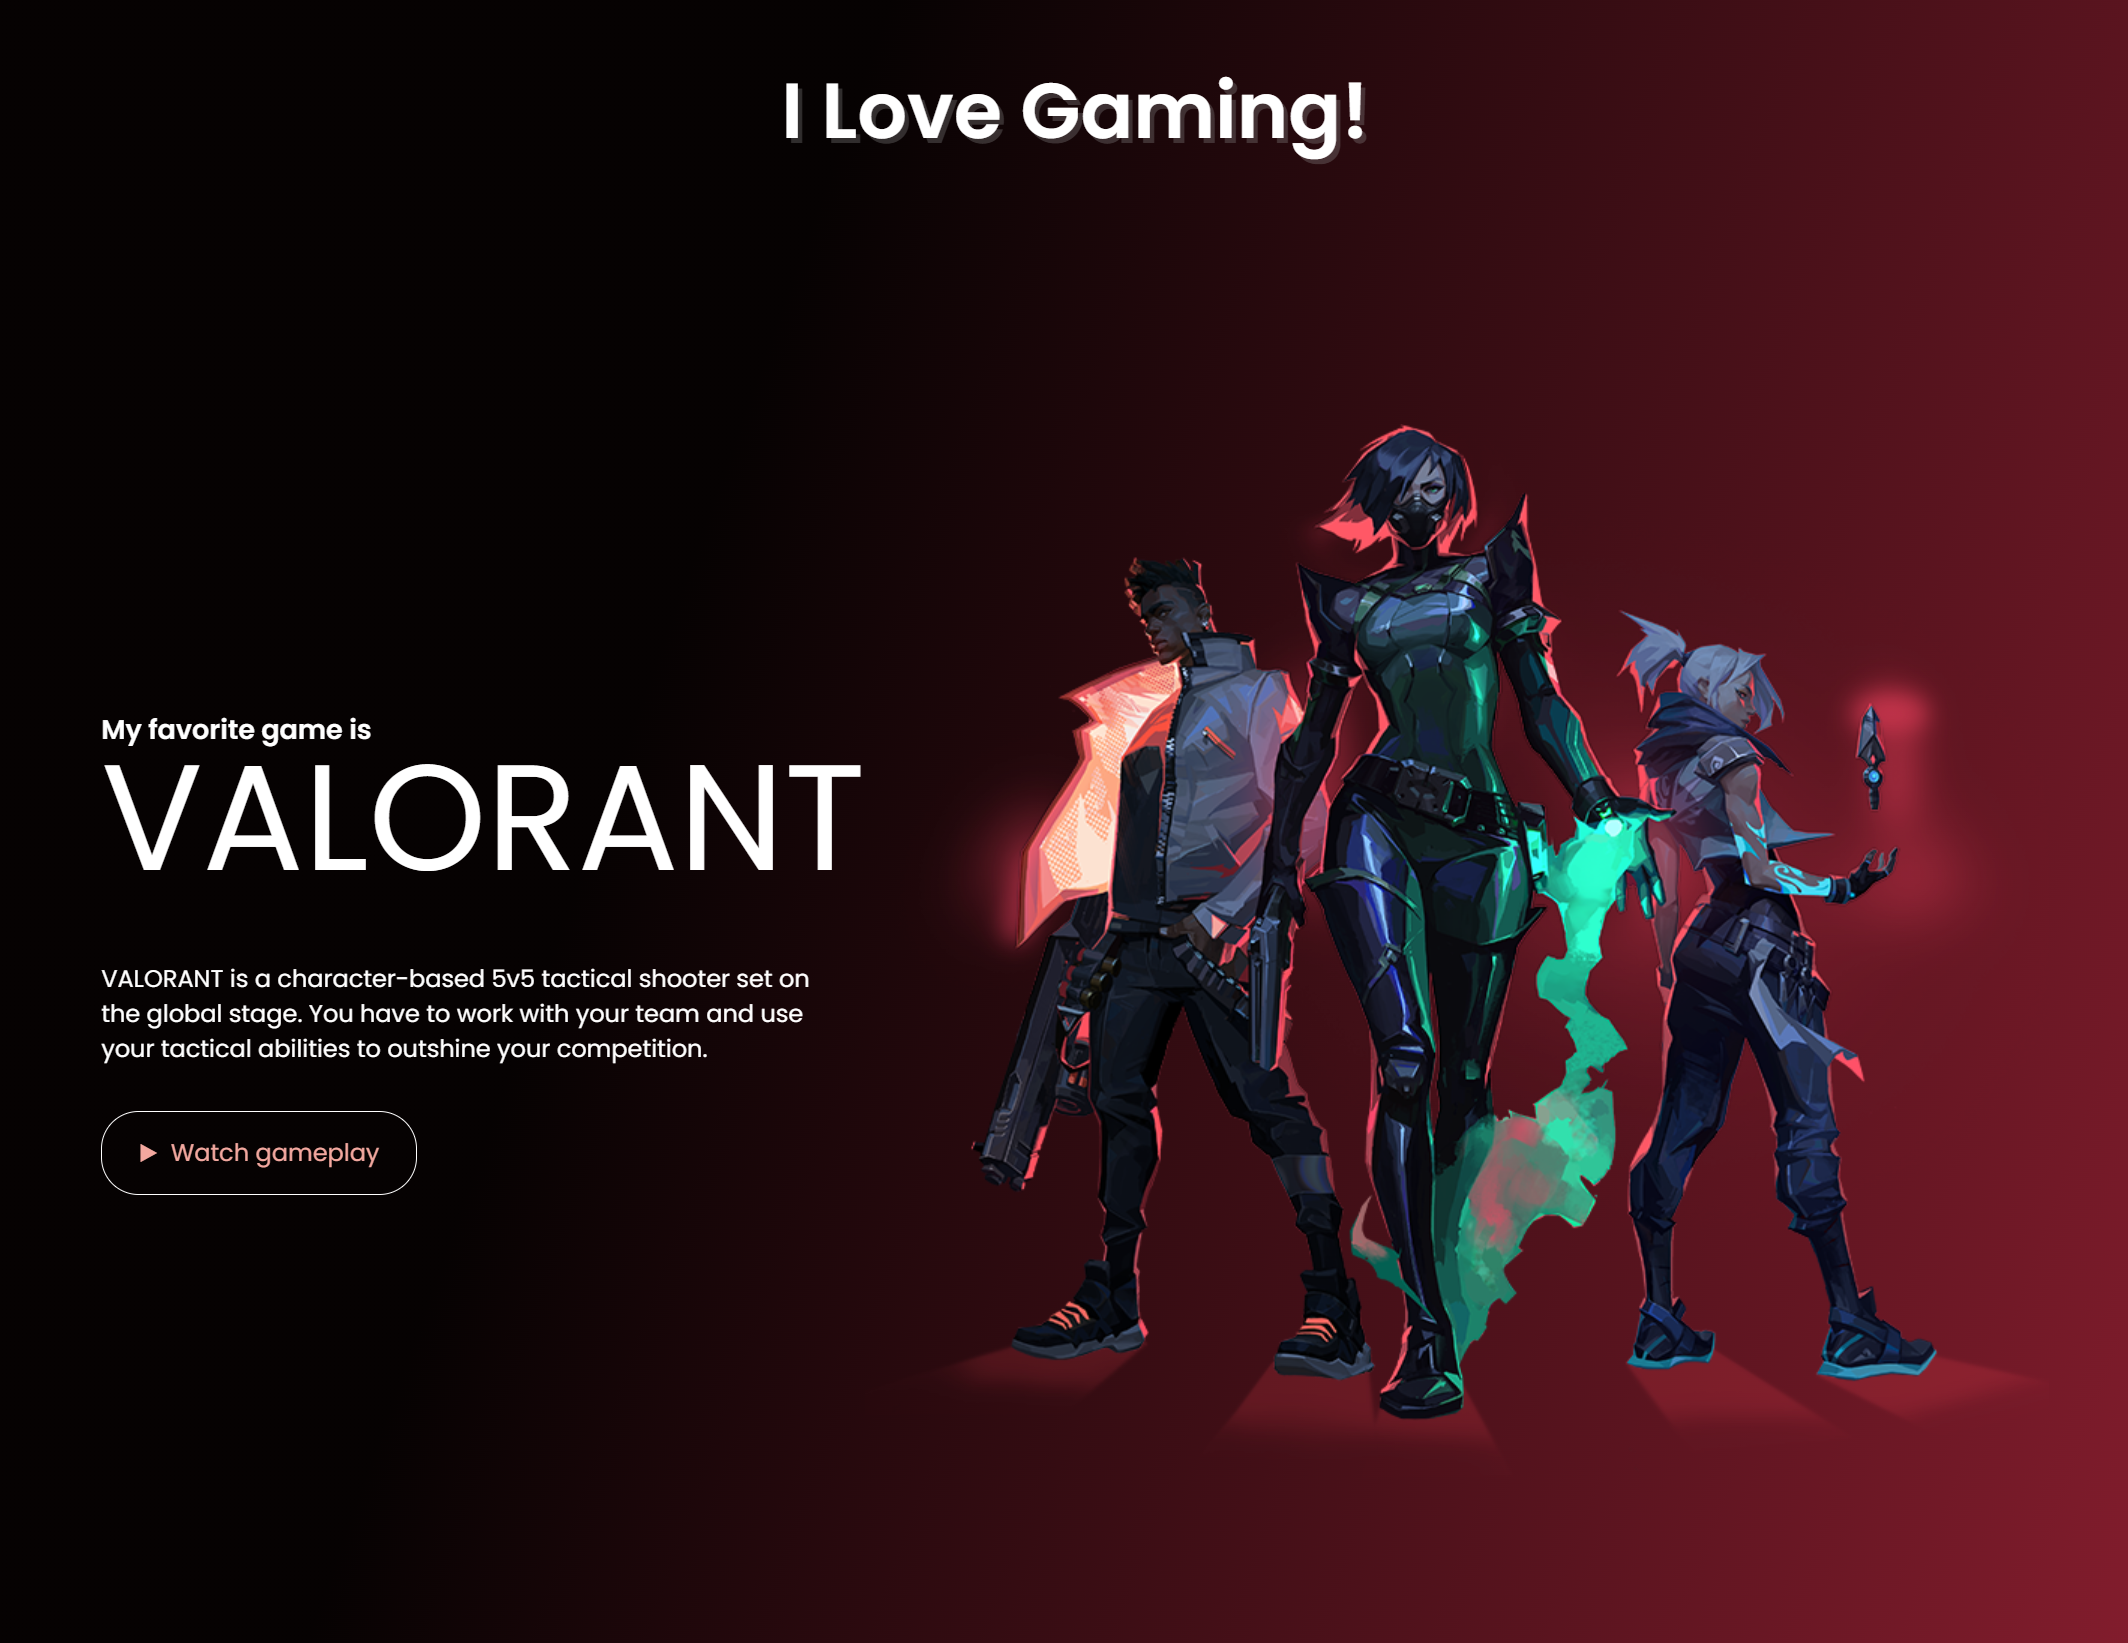 I Love Gaming!
My favorite game is
VALORANT
VALORANT is a character-based 5v5 tactical shooter set on
the global stage. You have to work with your team and use
your tactical abilities to outshine your competition.
Watch gameplay